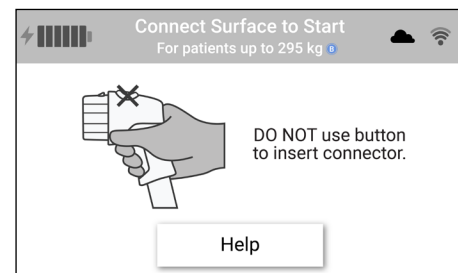 Connect Surface to Start
For patients up to 295 kg B
DO NOT use button
to insert connector.
Help